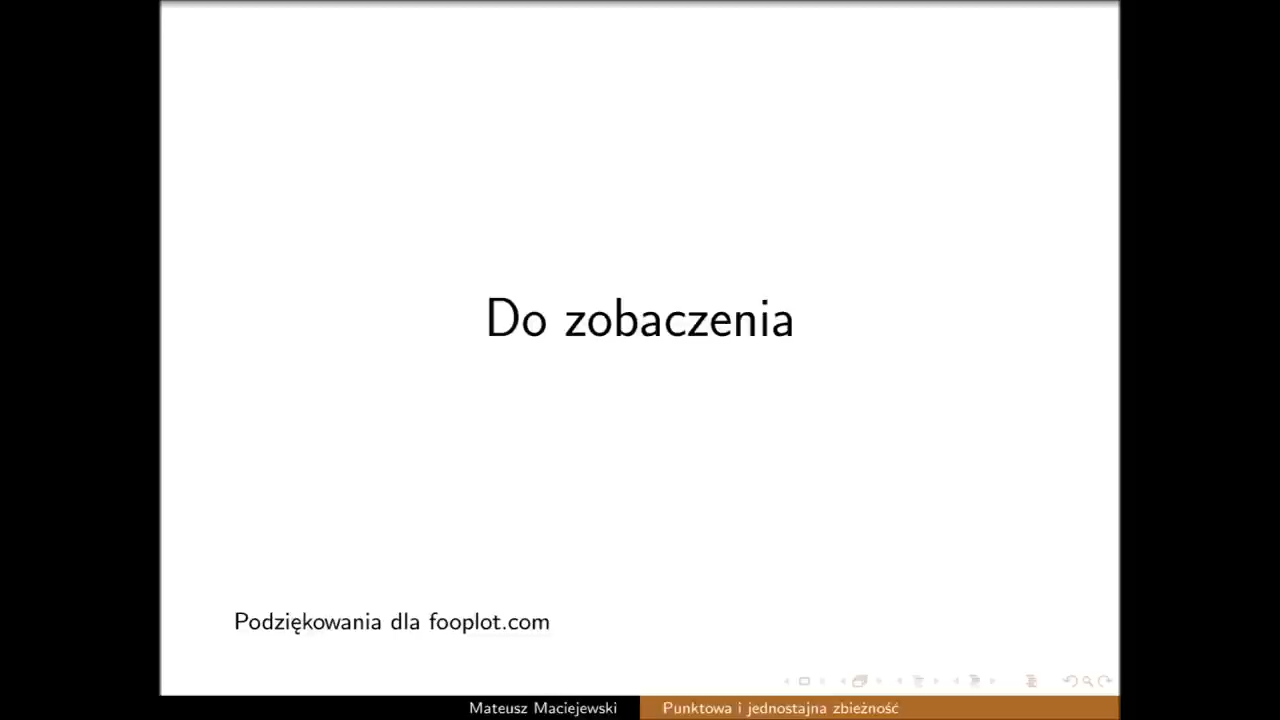 Do zobaczenia
Podziękowania dla fooplot.com
Mateusz Maciejewski
Punktowa i jednostajna zbieżność